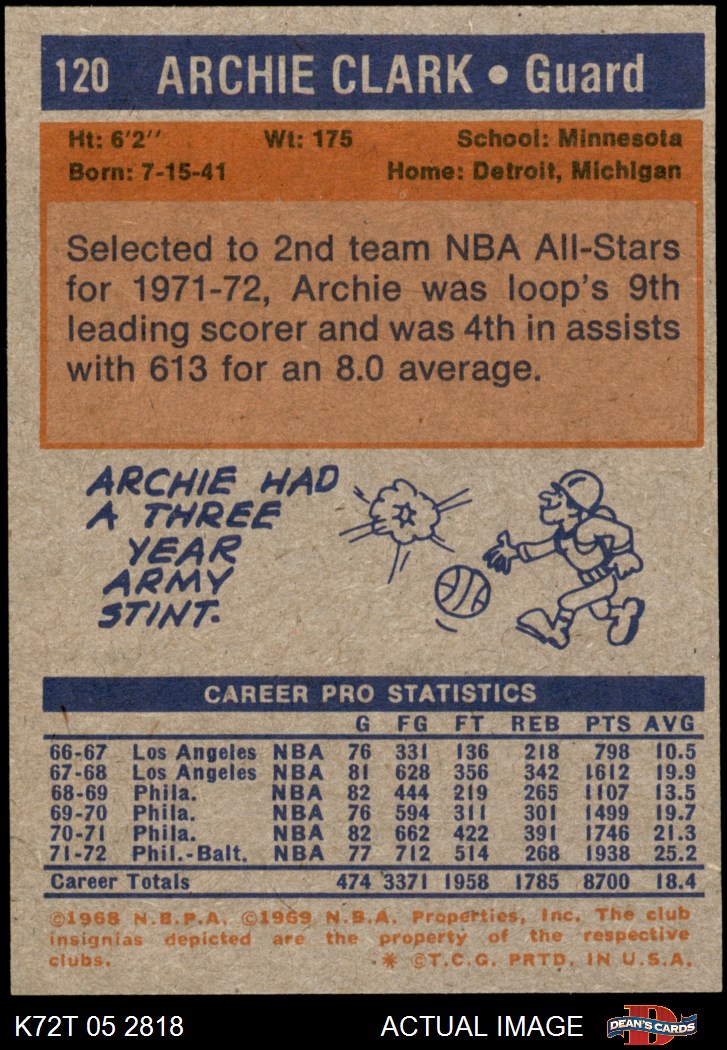 120 ARCHIE CLARK • Guard
Ht: 6'2'' Wt: 175 School: Minnesota
Born: 7-15-41 Home: Detroit, Michigan
Selected to 2nd team NBA All-Stars
for 1971-72, Archie was loop's 9th
leading scorer and was 4th in assists
with 613 for an 8.0 average.
ARCHIE HAD
A THREE
YEAR
ARMY
STINT.
CAREER PRO STATISTICS
G FG FT REB PTS AVG
66-67 Los Angeles NBA 76 331 136 218 798 10.5
67-68 Los Angeles NBA 81 628 356 342 1612 19.9
68-69 Phila. NBA 82 444 219 265 1107 13.5
69-70 Phila. NBA 76 594 311 301 1499 19.7
70-71 Phila. NBA 82 662 422 391 1746 21.3
71-72 Phil.-Balt. NBA 77 712 514 268 1938 25.2
Career Totals 474 3371 1958 1785 8700 18.4
©1968 N.B.P.A. ©1969 N.B.A. Properties, Inc. The club
insignias depicted are the property of the respective
clubs. * ©T.C.G. PRTD. IN U.S.A.
K72T 05 2818 ACTUAL IMAGE DEAN'S CARDS